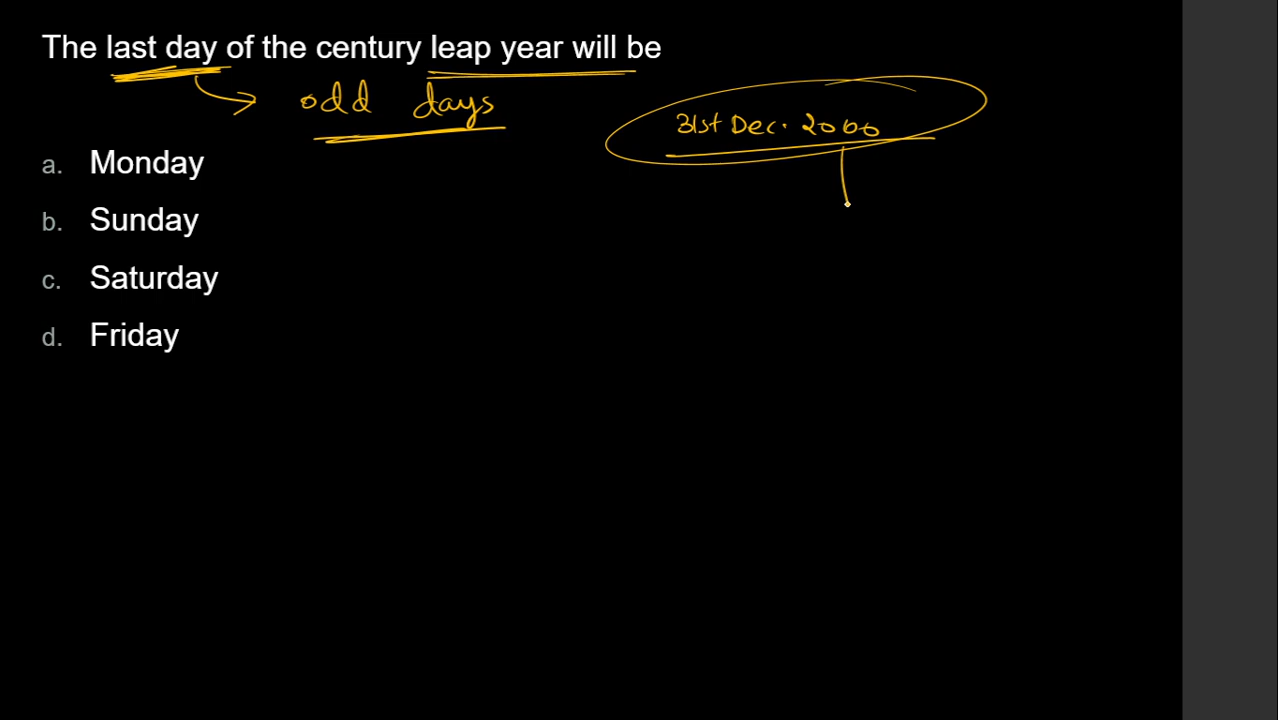 The last day of the century leap year will be
odd days
31st Dec. 2000
a. Monday
b. Sunday
c. Saturday
d. Friday